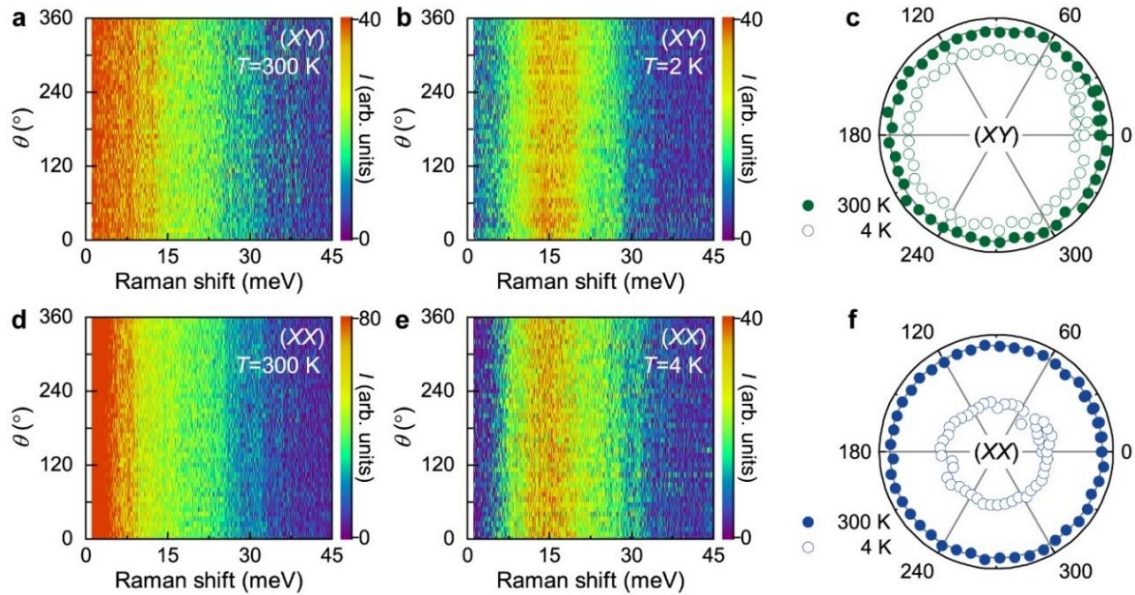 a
360
240
120
0
θ (°)
(XY)
T=300 K
0 15 30 45
Raman shift (meV)
40
0
I (arb. units)
b
360
240
120
0
θ (°)
(XY)
T=2 K
0 15 30 45
Raman shift (meV)
40
0
I (arb. units)
c
120 60
180 (XY) 0
240 300
300 K
4 K
d
360
240
120
0
θ (°)
(XX)
T=300 K
0 15 30 45
Raman shift (meV)
80
0
I (arb. units)
e
360
240
120
0
θ (°)
(XX)
T=4 K
0 15 30 45
Raman shift (meV)
40
0
I (arb. units)
f
120 60
180 (XX) 0
240 300
300 K
4 K